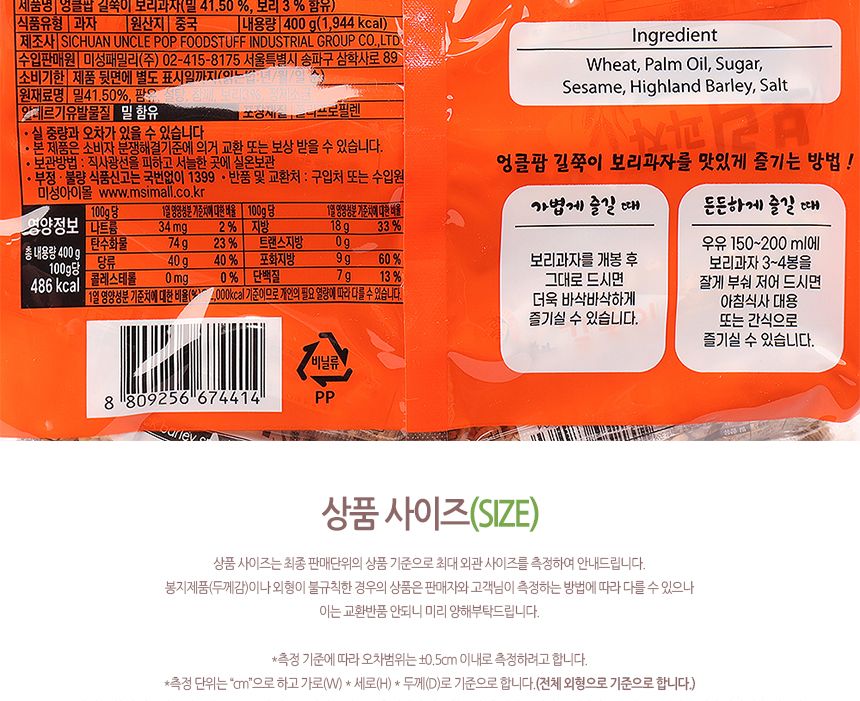 제품명 엉클팝 길쭉이 보리과자(밀 41.50 %, 보리 3 % 함유)
식품유형 과자 원산지 중국 내용량 400 g(1,944 kcal)
제조사 SICHUAN UNCLE POP FOODSTUFF INDUSTRIAL GROUP CO.,LTD
수입판매원 미성패밀리(주) 02-415-8175 서울특별시 송파구 삼학사로 89
소비기한 제품 뒷면에 별도 표시일까지
원재료명 밀41.50%,
알레르기유발물질 밀 함유
• 실 중량과 오차가 있을 수 있습니다
• 본 제품은 소비자 분쟁해결기준에 의거 교환 또는 보상 받을 수 있습니다.
• 보관방법 : 직사광선을 피하고 서늘한 곳에 실온보관
• 부정·불량 식품신고는 국번없이 1399 • 반품 및 교환처 : 구입처 또는 수입원
미성아이몰 www.msimall.co.kr
영양정보
총 내용량 400 g
100g당
486 kcal
100g당 1일 영양성분 기준치에 대한 비율 100g당 1일 영양성분 기준치에 대한 비율
나트륨 34 mg 2 % 지방 18 g 33 %
탄수화물 74 g 23 % 트랜스지방 0 g
당류 40 g 40 % 포화지방 9 g 60 %
콜레스테롤 0 mg 0 % 단백질 7 g 13 %
1일 영양성분 기준치에 대한 비율(%)은 2,000kcal 기준이므로 개인의 필요 열량에 따라 다를 수 있습니다.
8 809256 674414
비닐류
PP
Ingredient
Wheat, Palm Oil, Sugar,
Sesame, Highland Barley, Salt
엉클팝 길쭉이 보리과자를 맛있게 즐기는 방법 !
가볍게 즐길 때
보리과자를 개봉 후
그대로 드시면
더욱 바삭바삭하게
즐기실 수 있습니다.
든든하게 즐길 때
우유 150~200 ml에
보리과자 3~4봉을
잘게 부숴 저어 드시면
아침식사 대용
또는 간식으로
즐기실 수 있습니다.
상품 사이즈(SIZE)
상품 사이즈는 최종 판매단위의 상품 기준으로 최대 외관 사이즈를 측정하여 안내드립니다.
봉지제품(두께감)이나 외형이 불규칙한 경우의 상품은 판매자와 고객님이 측정하는 방법에 따라 다를 수 있으나
이는 교환반품 안되니 미리 양해부탁드립니다.
*측정 기준에 따라 오차범위는 ±0.5cm 이내로 측정하려고 합니다.
*측정 단위는 “cm”으로 하고 가로(W) * 세로(H) * 두께(D)로 기준으로 합니다.(전체 외형으로 기준으로 합니다.)